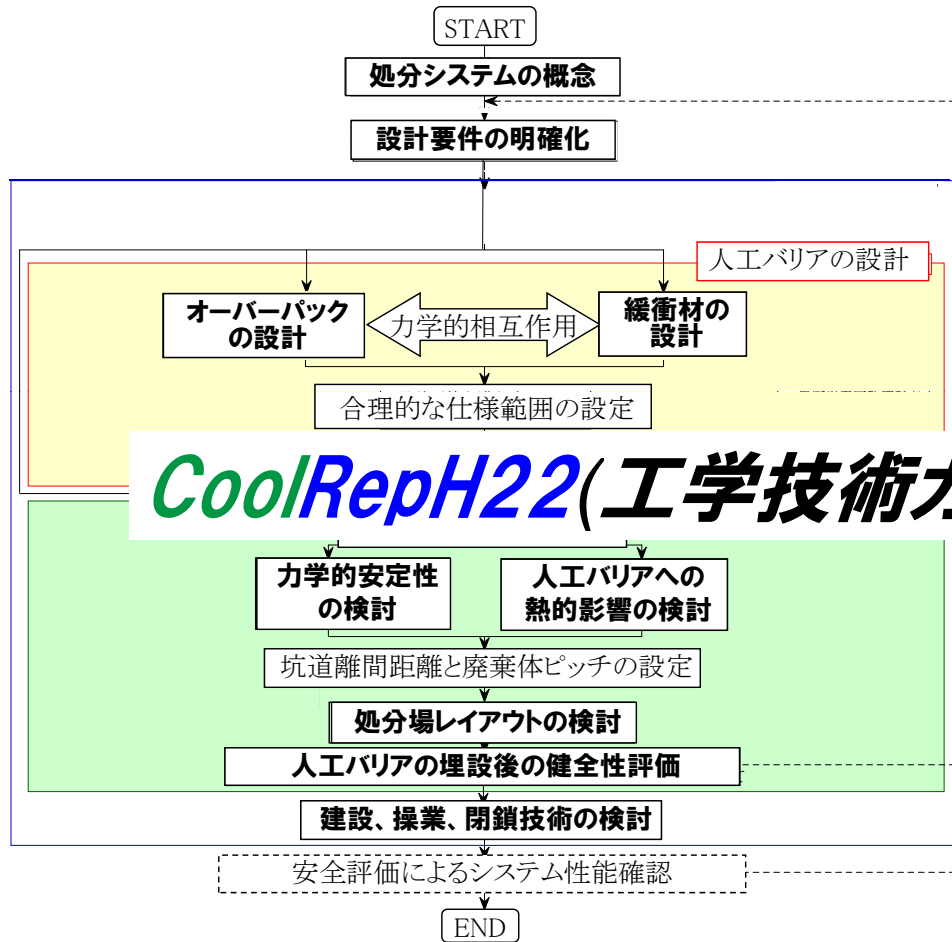 START
処分システムの概念
設計要件の明確化
人工バリアの設計
オーバーパック
の設計
力学的相互作用
緩衝材の
設計
合理的な仕様範囲の設定
CoolRepH22(工学技術
力学的安定性
の検討
人工バリアへの
熱的影響の検討
坑道離間距離と廃棄体ピッチの設定
処分場レイアウトの検討
人工バリアの埋設後の健全性評価
建設、操業、閉鎖技術の検討
安全評価によるシステム性能確認
END